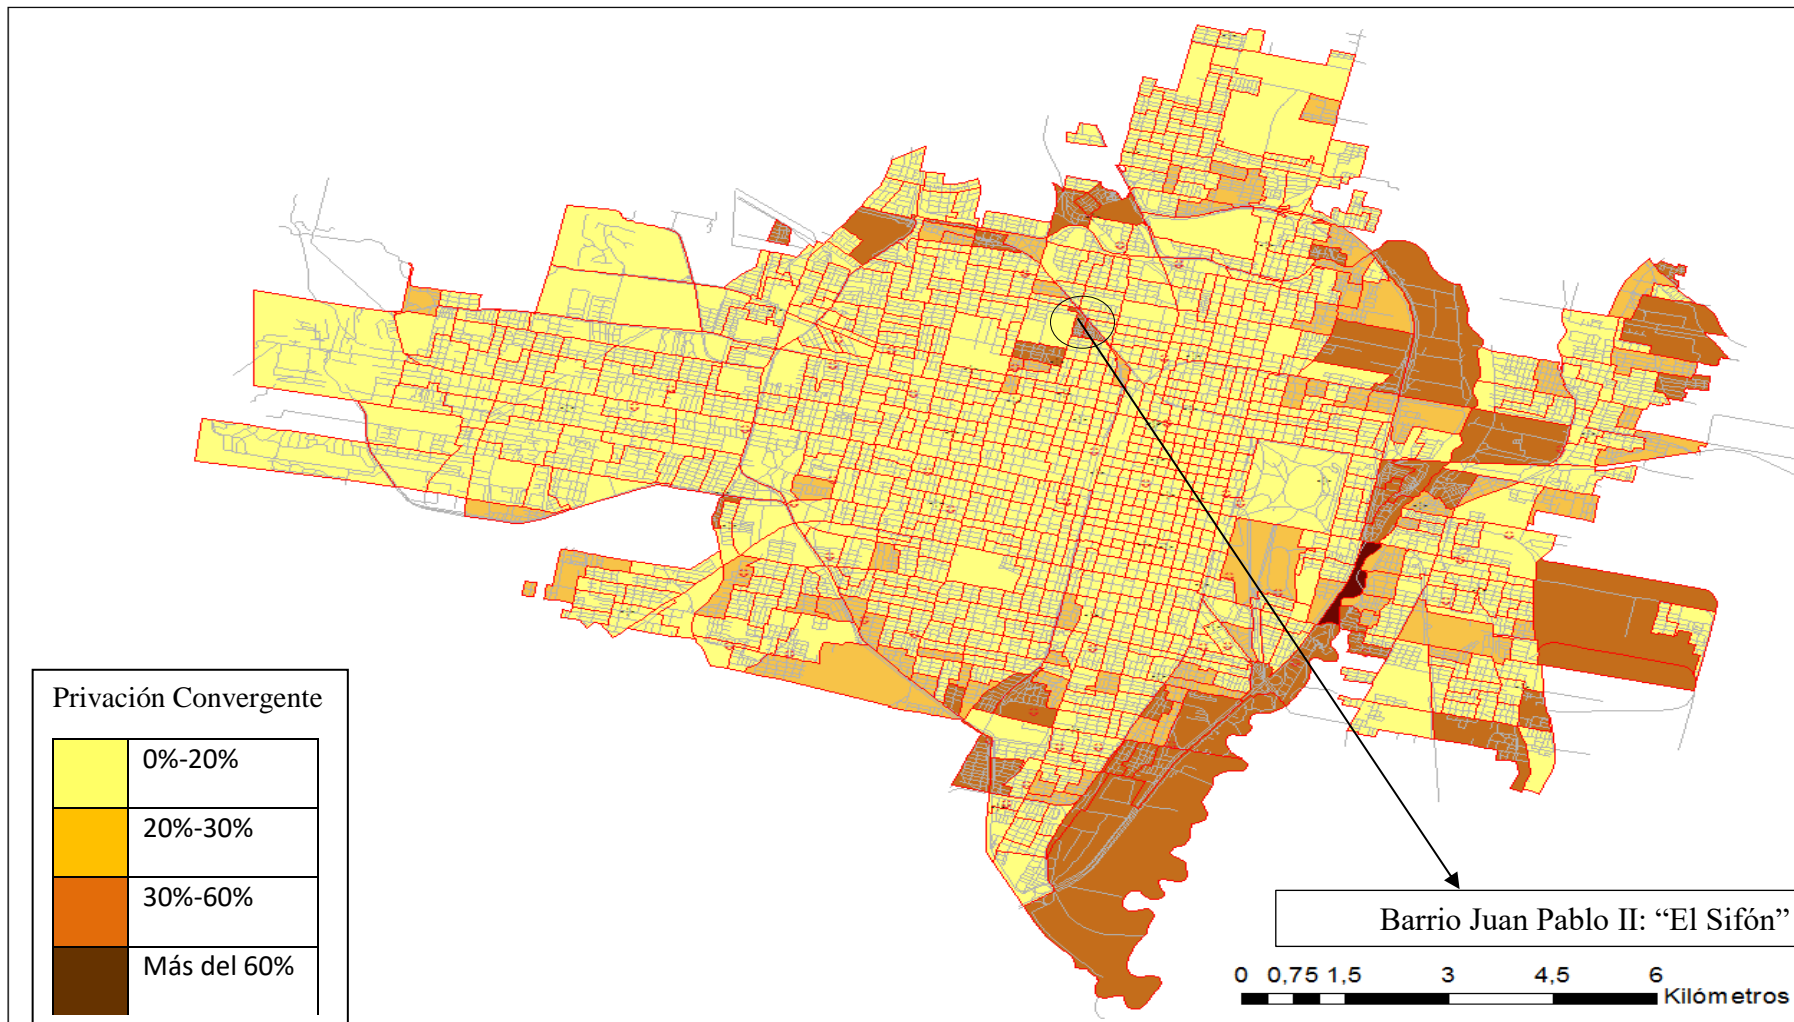 Privación Convergente
0%-20%
20%-30%
30%-60%
Más del 60%
Barrio Juan Pablo II: “El Sifón”
0 0,75 1,5 3 4,5 6
Kilómetros